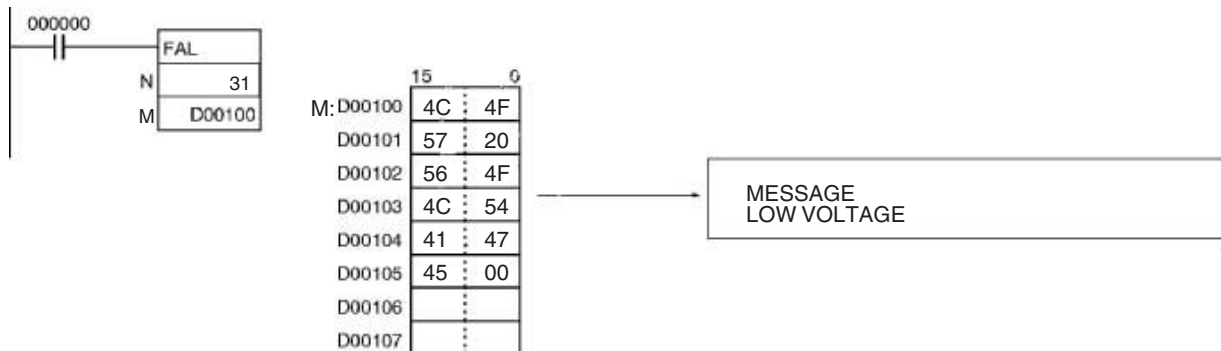 000000
FAL
N 31
M D00100
15 0
M: D00100 4C 4F
D00101 57 20
D00102 56 4F
D00103 4C 54
D00104 41 47
D00105 45 00
D00106
D00107
MESSAGE
LOW VOLTAGE